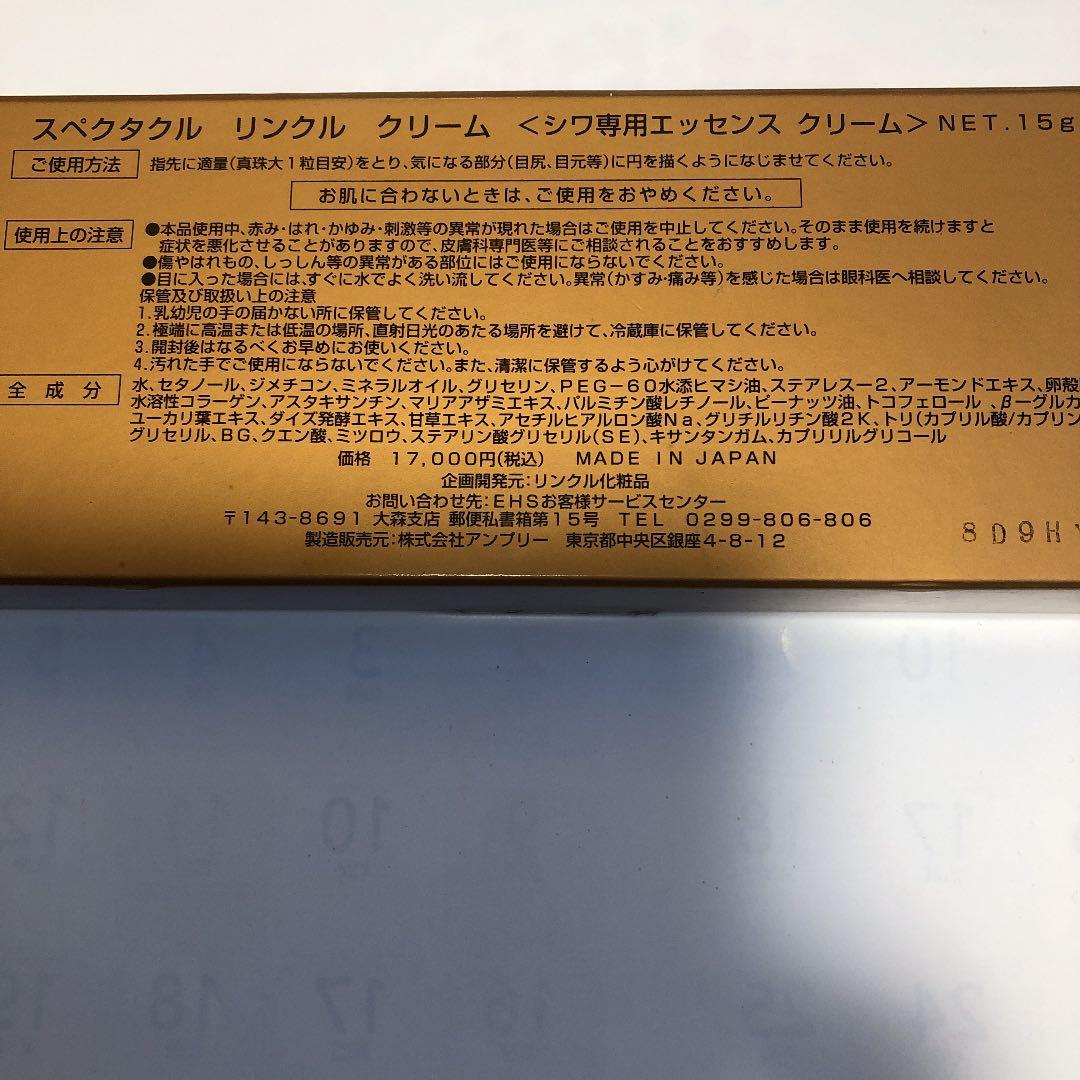 スペクタクル リンクル クリーム <シワ専用エッセンス クリーム> NET.15g
ご使用方法 指先に適量(真珠大1粒目安)をとり、気になる部分(目尻、目元等)に円を描くようになじませてください。
お肌に合わないときは、ご使用をおやめください。
使用上の注意 ●本品使用中、赤み・はれ・かゆみ・刺激等の異常が現れた場合はご使用を中止してください。そのまま使用を続けますと
症状を悪化させることがありますので、皮膚科専門医等にご相談されることをおすすめします。
●傷やはれもの、しっしん等の異常がある部位にはご使用にならないでください。
●目に入った場合には、すぐに水でよく洗い流してください。異常(かすみ・痛み等)を感じた場合は眼科医へ相談してください。
保管及び取扱い上の注意
1.乳幼児の手の届かない所に保管してください。
2.極端に高温または低温の場所、直射日光のあたる場所を避けて、冷蔵庫に保管してください。
3.開封後はなるべくお早めにお使いください。
4.汚れた手でご使用にならないでください。また、清潔に保管するよう心がけてください。
全成分 水、セタノール、ジメチコン、ミネラルオイル、グリセリン、PEG-60水添ヒマシ油、ステアレス-2、アーモンドエキス、卵殻
水溶性コラーゲン、アスタキサンチン、マリアアザミエキス、パルミチン酸レチノール、ピーナッツ油、トコフェロール、βーグルカ
ユーカリ葉エキス、ダイズ発酵エキス、甘草エキス、アセチルヒアルロン酸Na、グリチルリチン酸2K、トリ(カプリル酸/カプリン
グリセリル、BG、クエン酸、ミツロウ、ステアリン酸グリセリル(SE)、キサンタンガム、カプリリルグリコール
価格 17,000円(税込) MADE IN JAPAN
企画開発元:リンクル化粧品
お問い合わせ先:EHSお客様サービスセンター
〒143-8691 大森支店 郵便私書箱第15号 TEL 0299-806-806
製造販売元:株式会社アンプリー 東京都中央区銀座4-8-12
8D9HY